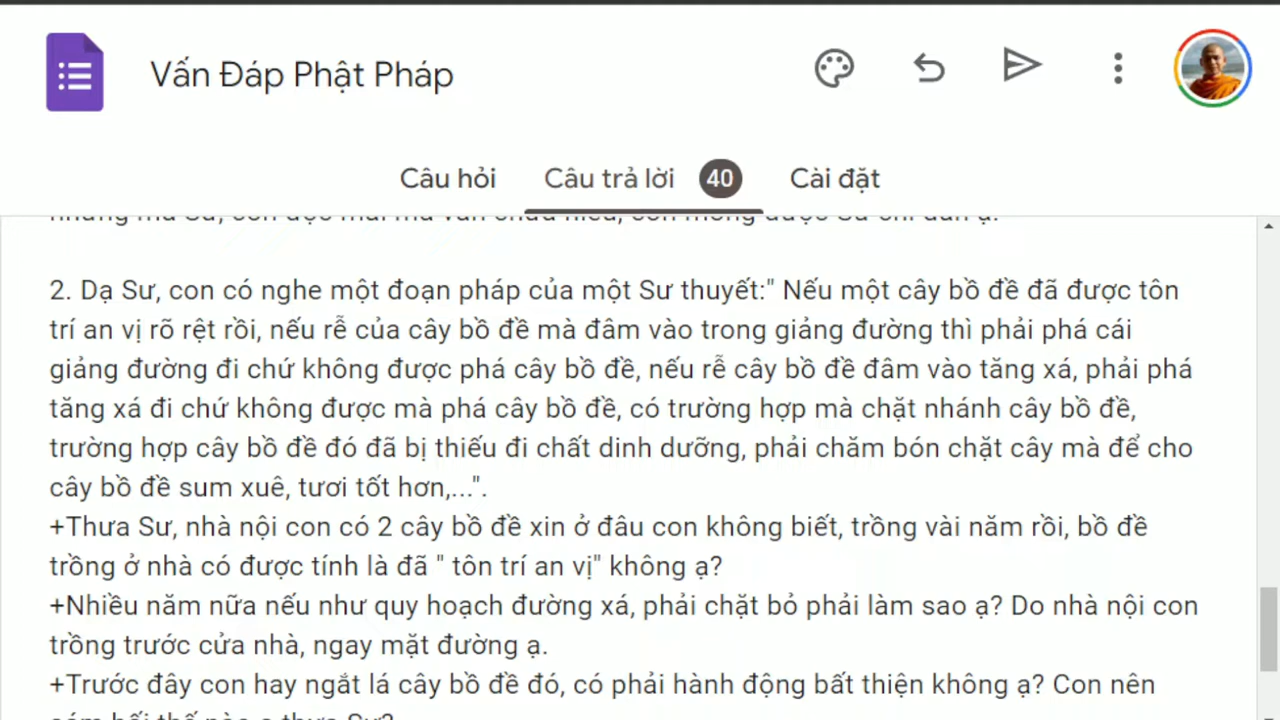 Vấn Đáp Phật Pháp
Câu hỏi Câu trả lời 40 Cài đặt
2. Dạ Sư, con có nghe một đoạn pháp của một Sư thuyết:" Nếu một cây bồ đề đã được tôn
trí an vị rõ rệt rồi, nếu rễ của cây bồ đề mà đâm vào trong giảng đường thì phải phá cái
giảng đường đi chứ không được phá cây bồ đề, nếu rễ cây bồ đề đâm vào tăng xá, phải phá
tăng xá đi chứ không được mà phá cây bồ đề, có trường hợp mà chặt nhánh cây bồ đề,
trường hợp cây bồ đề đó đã bị thiếu đi chất dinh dưỡng, phải chăm bón chặt cây mà để cho
cây bồ đề sum xuê, tươi tốt hơn,...".
+Thưa Sư, nhà nội con có 2 cây bồ đề xin ở đâu con không biết, trồng vài năm rồi, bồ đề
trồng ở nhà có được tính là đã " tôn trí an vị" không ạ?
+Nhiều năm nữa nếu như quy hoạch đường xá, phải chặt bỏ phải làm sao ạ? Do nhà nội con
trồng trước cửa nhà, ngay mặt đường ạ.
+Trước đây con hay ngắt lá cây bồ đề đó, có phải hành động bất thiện không ạ? Con nên